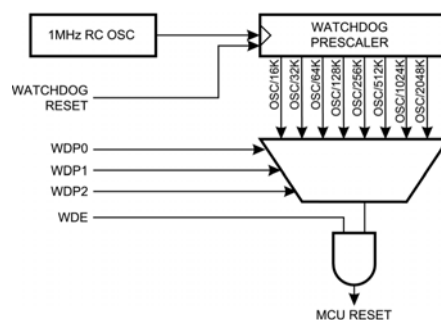 1MHz RC OSC
WATCHDOG
PRESCALER
WATCHDOG
RESET
OSC/16K
OSC/32K
OSC/64K
OSC/128K
OSC/256K
OSC/512K
OSC/1024K
OSC/2048K
WDP0
WDP1
WDP2
WDE
MCU RESET